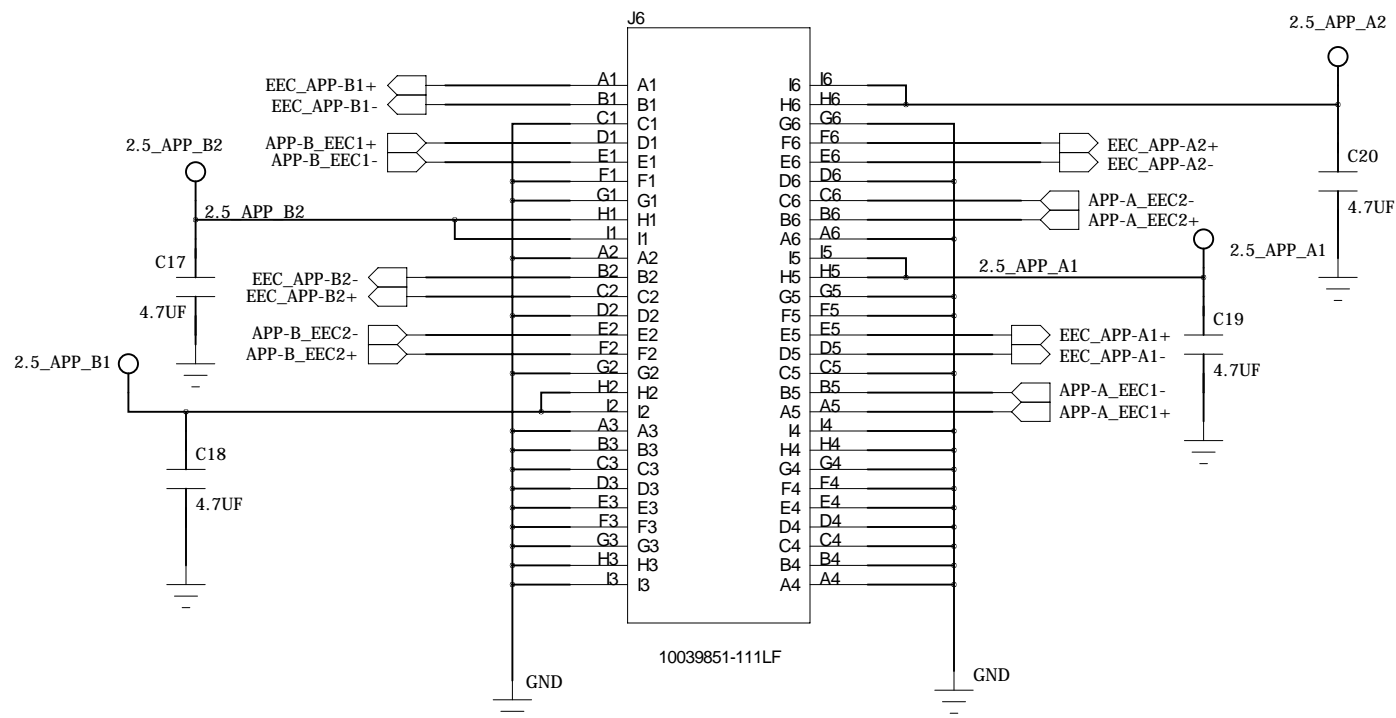 J6
2.5_APP_A2
EEC_APP-B1+ A1 A1 I6 I6
EEC_APP-B1- B1 B1 H6 H6
C1 C1 G6 G6
APP-B_EEC1+ D1 D1 F6 F6 EEC_APP-A2+
2.5_APP_B2 APP-B_EEC1- E1 E1 E6 E6 EEC_APP-A2- C20
F1 F1 D6 D6
G1 G1 C6 C6 APP-A_EEC2-
2.5_APP_B2 H1 H1 B6 B6 APP-A_EEC2+ 4.7UF
I1 I1 A6 A6
C17 A2 A2 I5 I5 2.5_APP_A1 2.5_APP_A1
EEC_APP-B2- B2 B2 H5 H5
EEC_APP-B2+ C2 C2 G5 G5
4.7UF D2 D2 F5 F5 C19
APP-B_EEC2- E2 E2 E5 E5 EEC_APP-A1+
2.5_APP_B1 APP-B_EEC2+ F2 F2 D5 D5 EEC_APP-A1-
G2 G2 C5 C5 4.7UF
H2 H2 B5 B5 APP-A_EEC1-
I2 I2 A5 A5 APP-A_EEC1+
A3 A3 I4 I4
C18 B3 B3 H4 H4
C3 C3 G4 G4
D3 D3 F4 F4
4.7UF E3 E3 E4 E4
F3 F3 D4 D4
G3 G3 C4 C4
H3 H3 B4 B4
I3 I3 A4 A4
10039851-111LF
GND GND